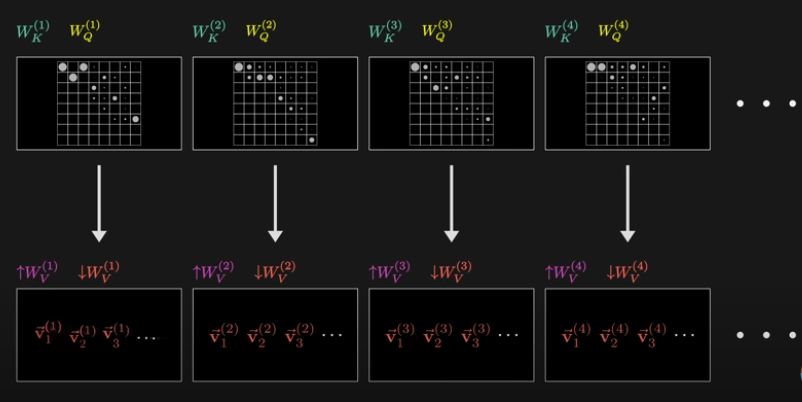 W_K^(1) W_Q^(1) W_K^(2) W_Q^(2) W_K^(3) W_Q^(3) W_K^(4) W_Q^(4)
• • •
↑W_V^(1) ↓W_V^(1) ↑W_V^(2) ↓W_V^(2) ↑W_V^(3) ↓W_V^(3) ↑W_V^(4) ↓W_V^(4)
v⃗_1^(1) v⃗_2^(1) v⃗_3^(1) ... v⃗_1^(2) v⃗_2^(2) v⃗_3^(2) ... v⃗_1^(3) v⃗_2^(3) v⃗_3^(3) ... v⃗_1^(4) v⃗_2^(4) v⃗_3^(4) ... • • •